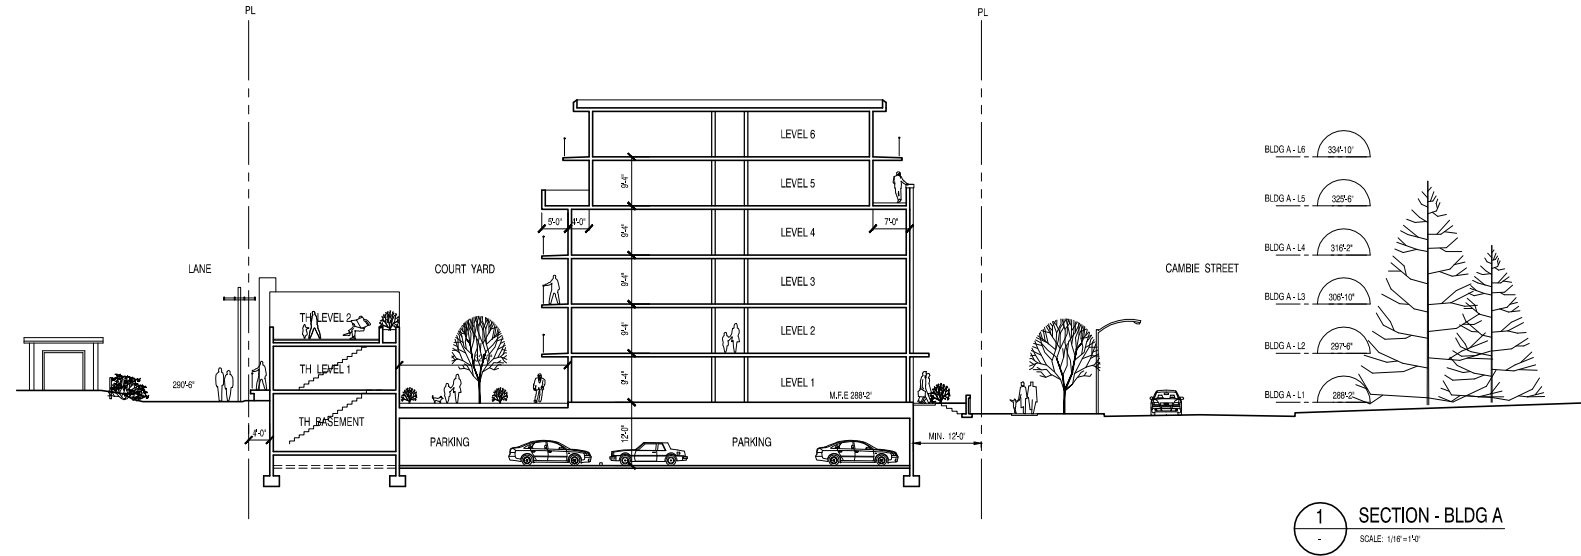 PL
PL
LEVEL 6
BLDG A - L6 334'-10"
LEVEL 5
9'-4"
BLDG A - L5 325'-6"
5'-0" 4'-0" 7'-0"
LEVEL 4
9'-4"
BLDG A - L4 316'-2"
LANE
COURT YARD
CAMBIE STREET
LEVEL 3
9'-4"
BLDG A - L3 306'-10"
TH LEVEL 2
LEVEL 2
9'-4"
BLDG A - L2 297'-6"
TH LEVEL 1
290'-6"
LEVEL 1
9'-4"
M.F.E 288'-2"
BLDG A - L1 288'-2"
TH BASEMENT
4'-0"
PARKING
12'-0"
PARKING
MIN. 12'-0"
1
-
SECTION - BLDG A
SCALE: 1/16"=1'-0"